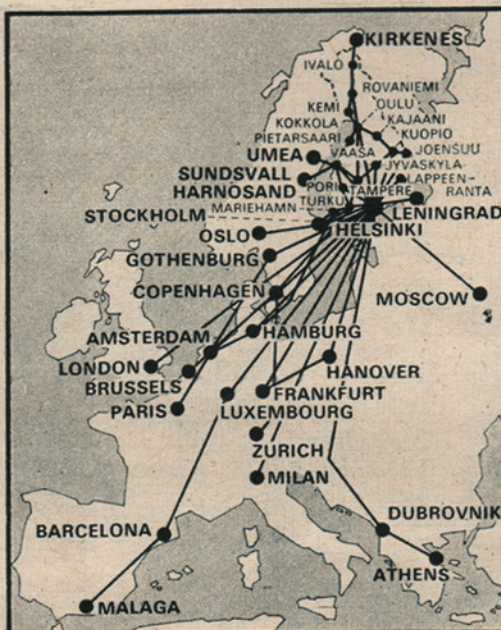 KIRKENES
IVALO
ROVANIEMI
OULU
KEMI
KAJAANI
KOKKOLA
KUOPIO
PIETARSAARI
JOENSUU
UMEA
VAASA
JYVASKYLA
SUNDSVALL
LAPPEEN-
RANTA
HARNÖSAND
PORI
TAMPERE
TURKU
MARIEHAMN
LENINGRAD
STOCKHOLM
HELSINKI
OSLO
GOTHENBURG
COPENHAGEN
MOSCOW
AMSTERDAM
HAMBURG
LONDON
HANOVER
BRUSSELS
FRANKFURT
PARIS
LUXEMBOURG
ZURICH
MILAN
DUBROVNIK
BARCELONA
ATHENS
MALAGA